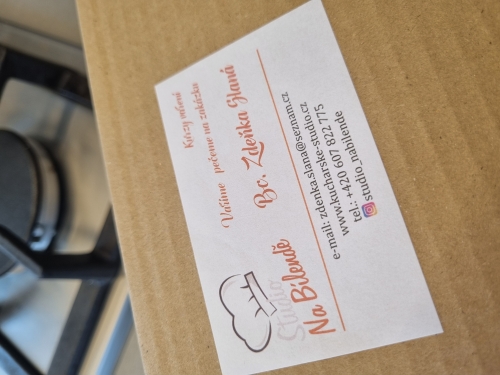 Kurzy vaření
Vaříme pečeme na zakázku
Bc. Zdeňka Slaná
Studio
Na Bílendě
e-mail: zdenka.slana@seznam.cz
www.kucharske-studio.cz
tel.: +420 607 822 775
studio_nabilende